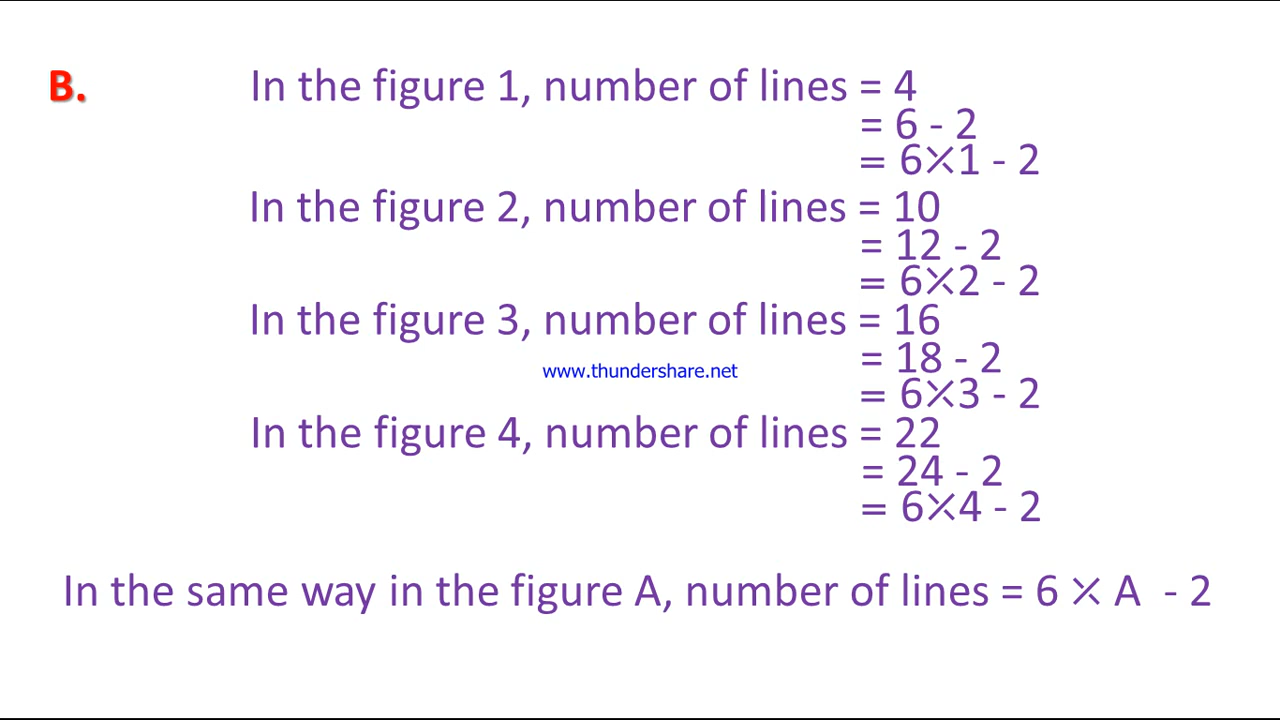 B. In the figure 1, number of lines = 4
= 6 - 2
= 6×1 - 2
In the figure 2, number of lines = 10
= 12 - 2
= 6×2 - 2
In the figure 3, number of lines = 16
= 18 - 2
www.thundershare.net
= 6×3 - 2
In the figure 4, number of lines = 22
= 24 - 2
= 6×4 - 2
In the same way in the figure A, number of lines = 6 × A - 2